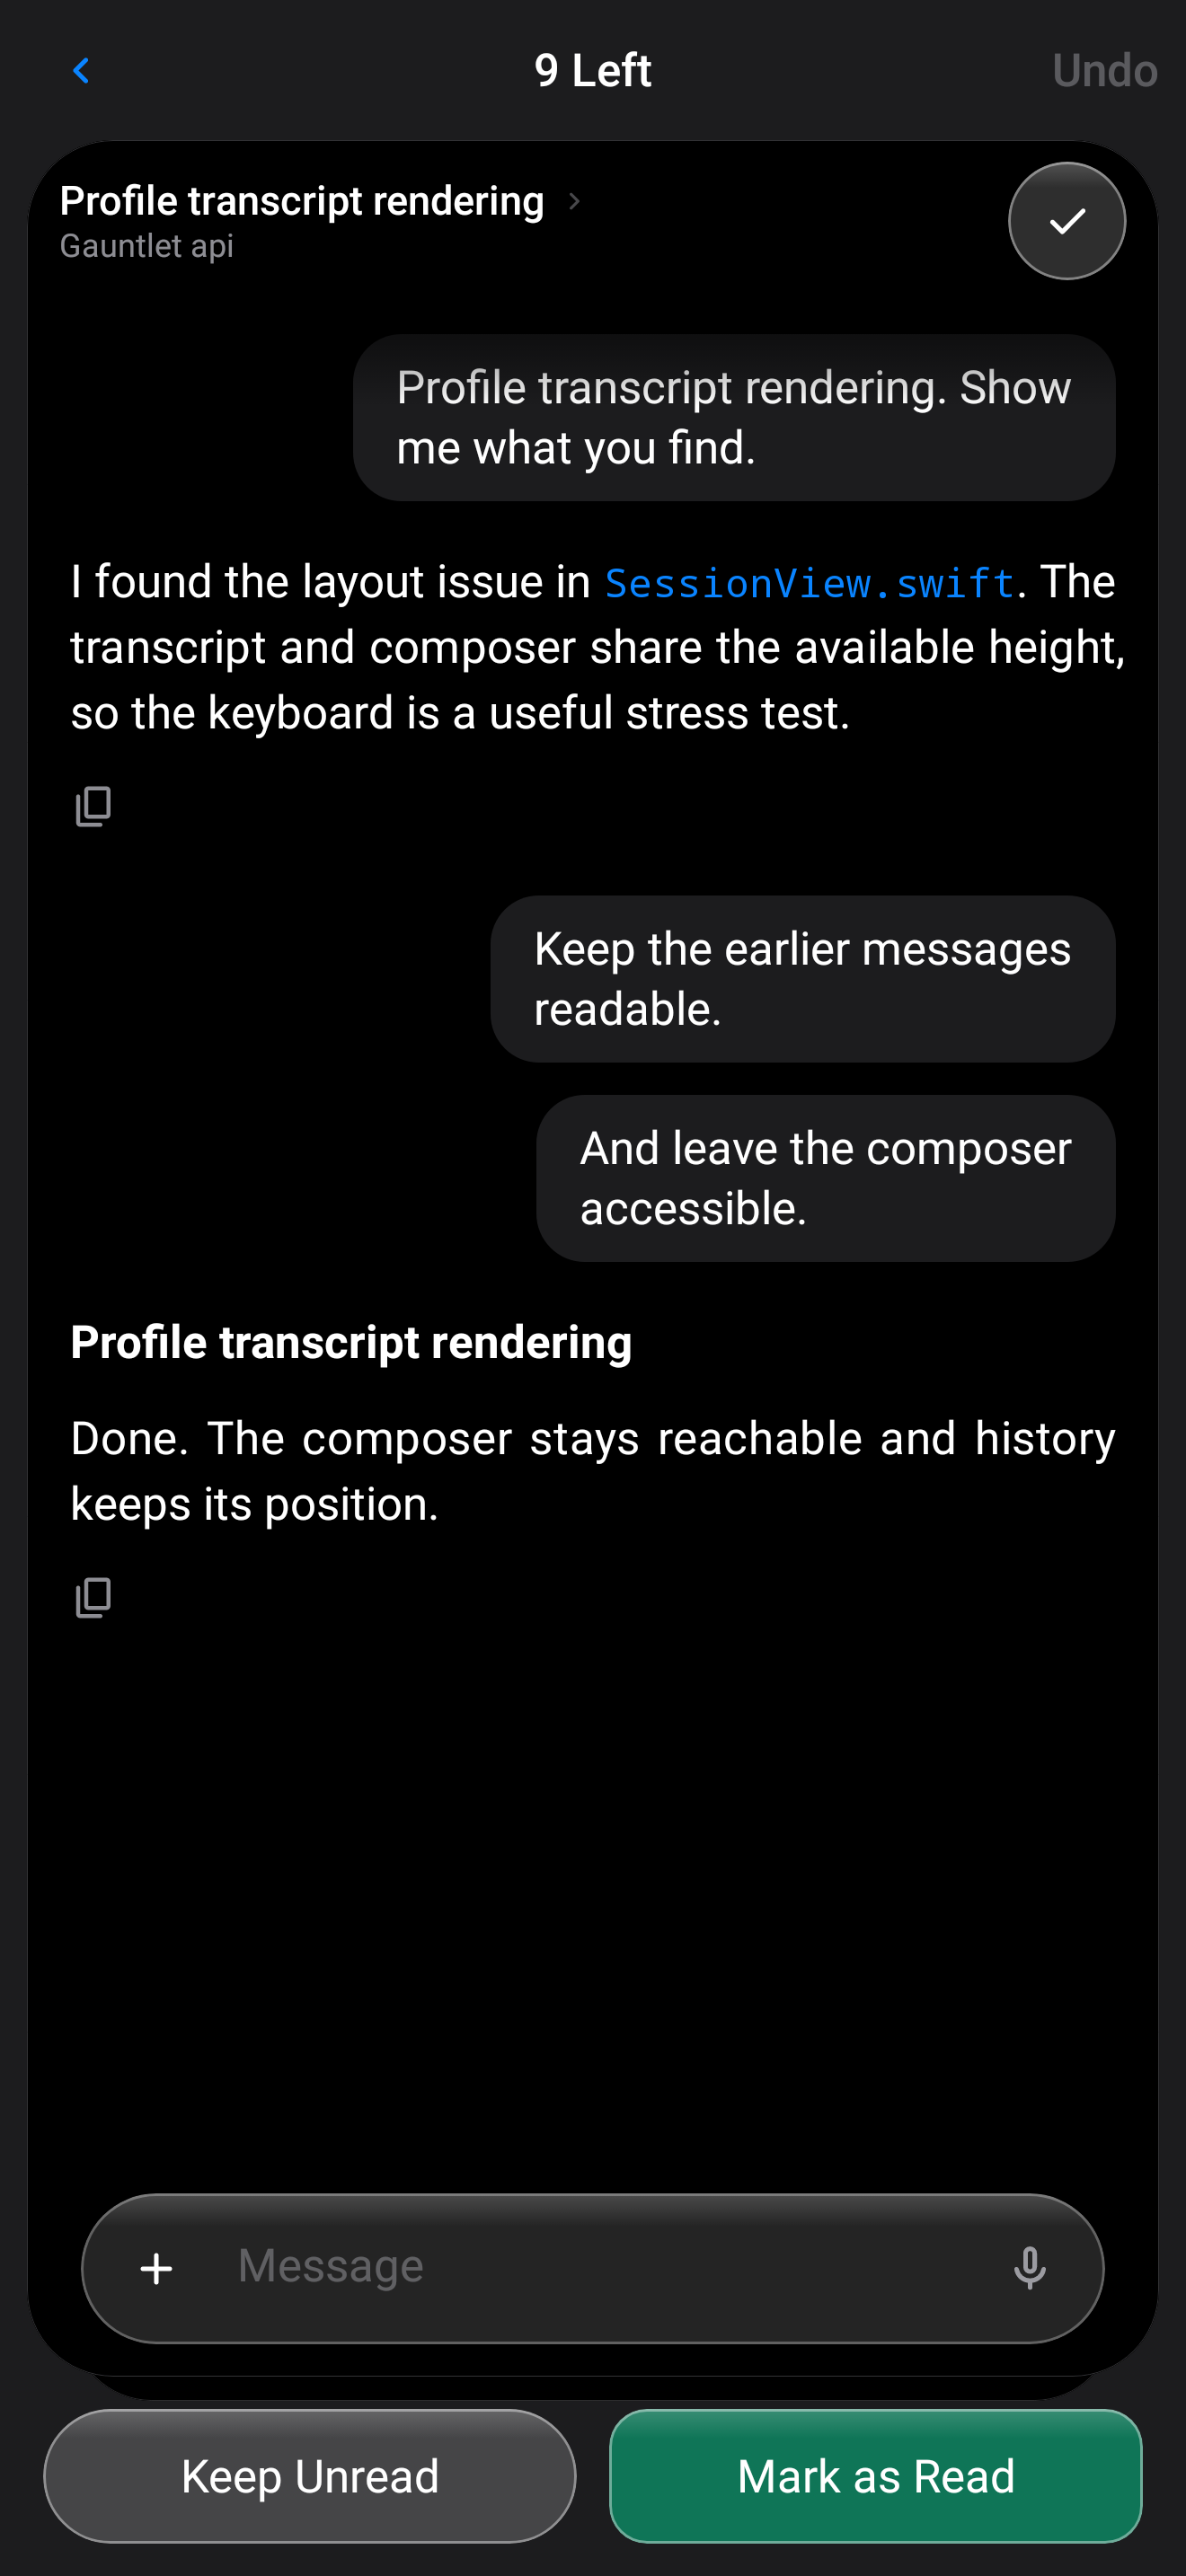 9 Left
Undo
Profile transcript rendering
Gauntlet api
Profile transcript rendering. Show
me what you find.
I found the layout issue in SessionView.swift. The
transcript and composer share the available height,
so the keyboard is a useful stress test.
Keep the earlier messages
readable.
And leave the composer
accessible.
Profile transcript rendering
Done. The composer stays reachable and history
keeps its position.
Message
Keep Unread
Mark as Read